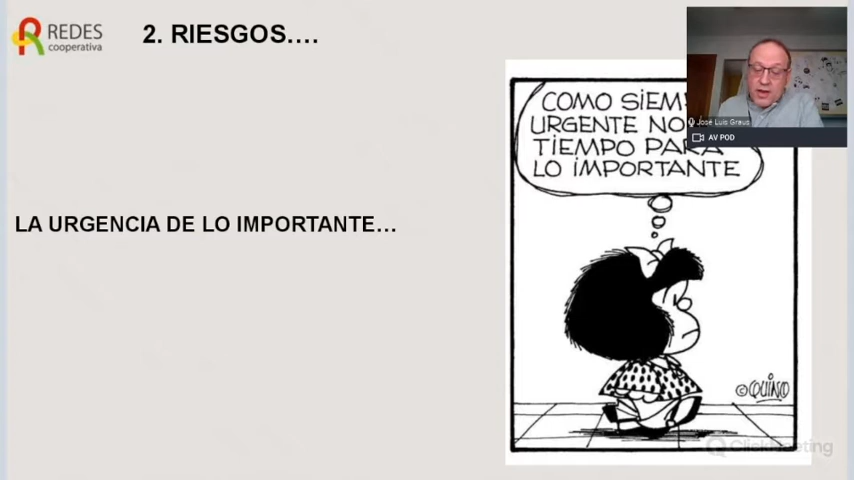 REDES
cooperativa
2. RIESGOS....
José Luis Graus
AV POD
COMO SIEM
URGENTE NO
TIEMPO PARA
LO IMPORTANTE
LA URGENCIA DE LO IMPORTANTE...
©QUINO
ClickMeeting